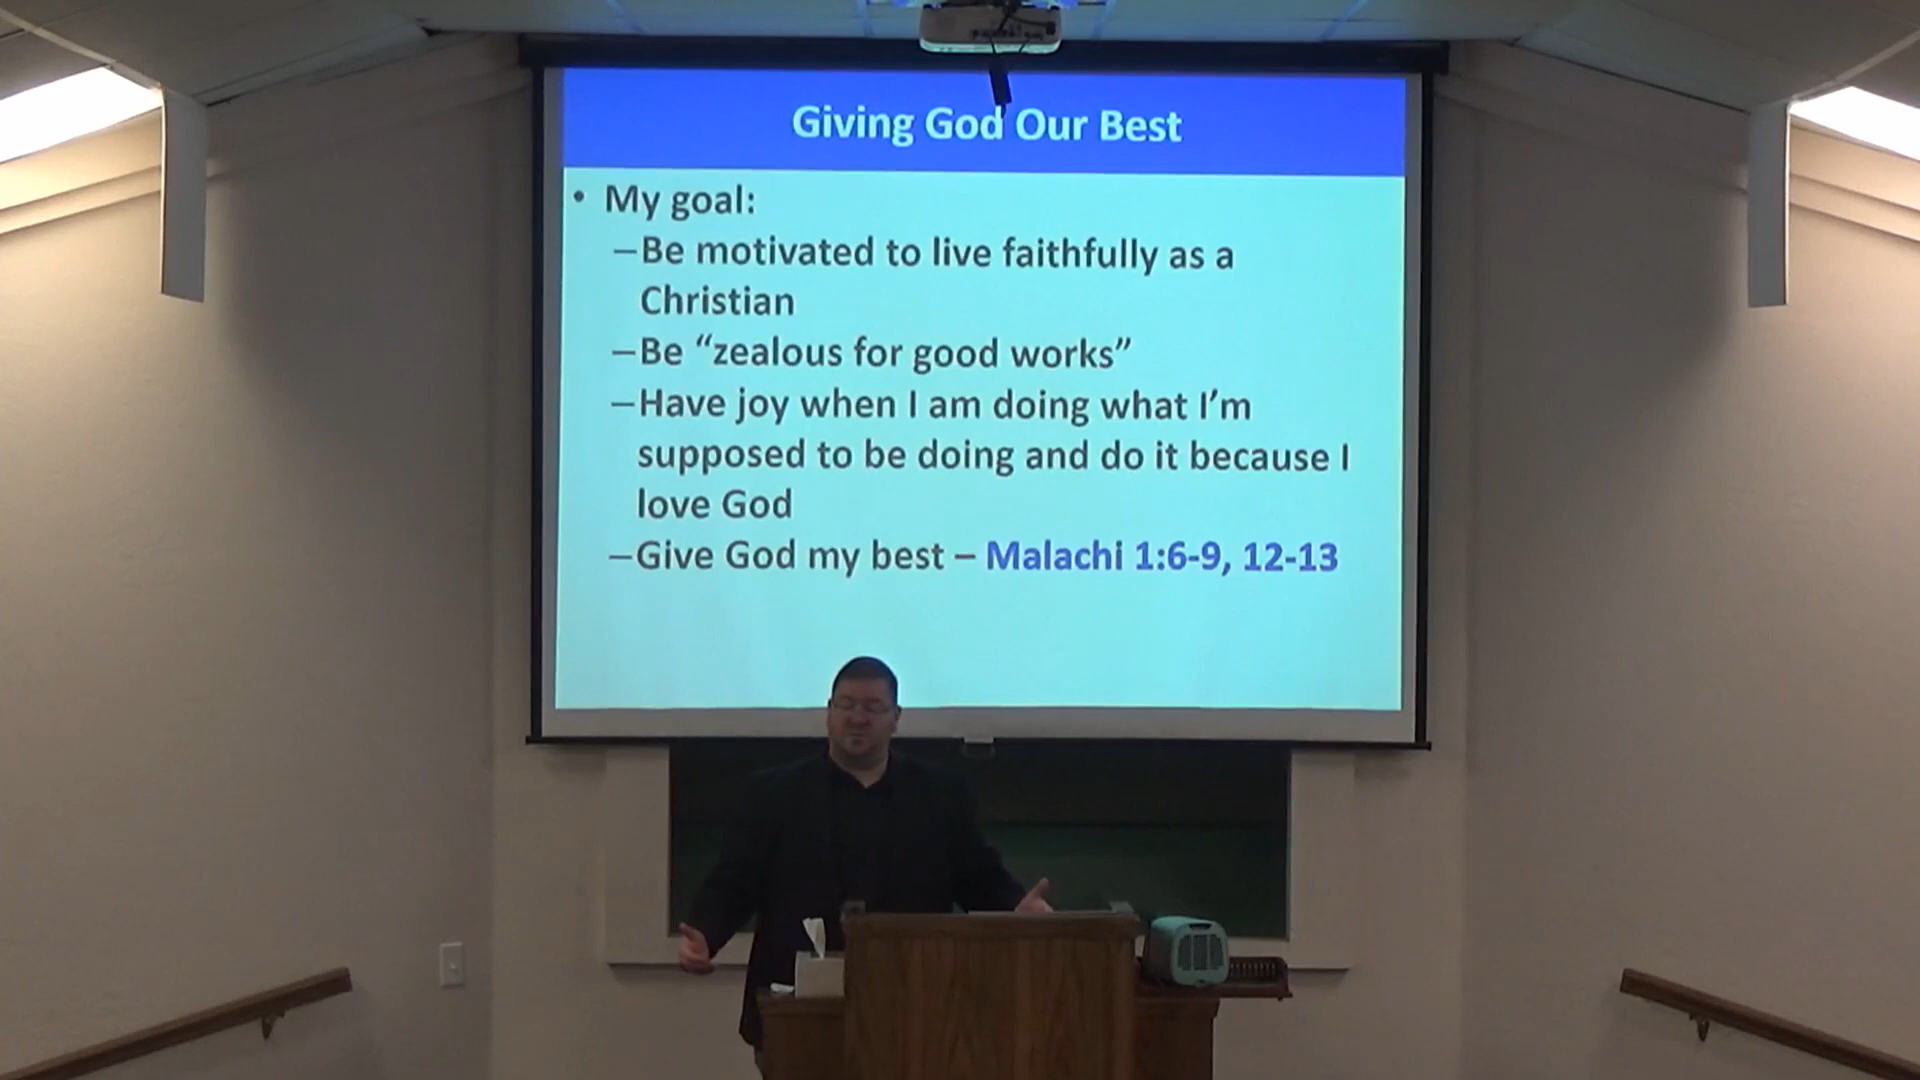 Giving God Our Best
• My goal:
–Be motivated to live faithfully as a
Christian
–Be “zealous for good works”
–Have joy when I am doing what I’m
supposed to be doing and do it because I
love God
–Give God my best – Malachi 1:6-9, 12-13